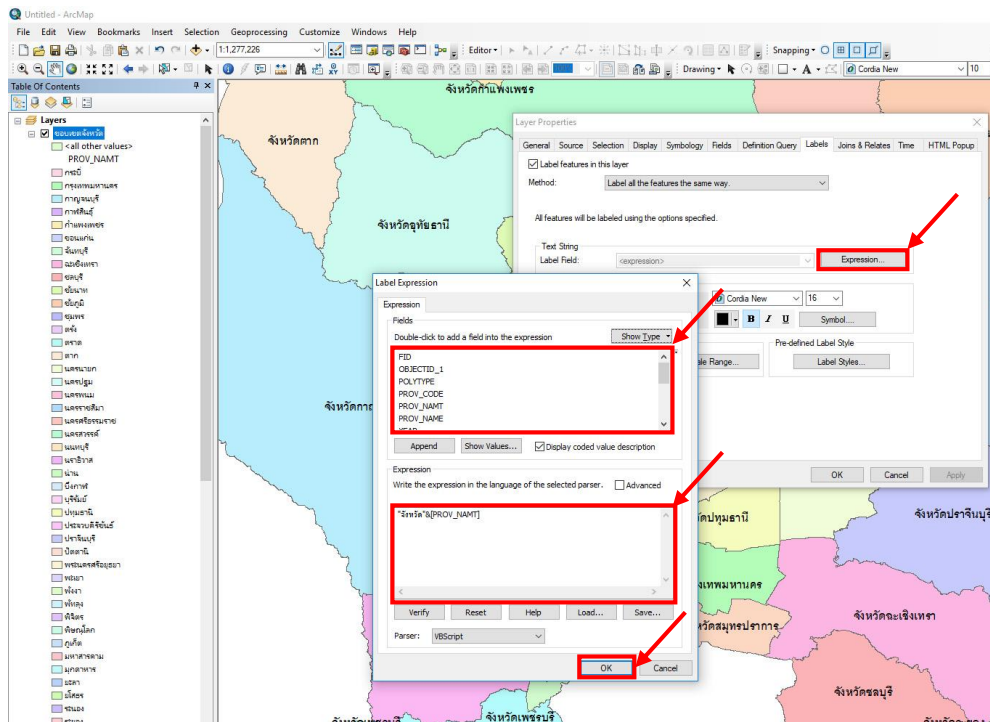 Untitled - ArcMap
File Edit View Bookmarks Insert Selection Geoprocessing Customize Windows Help
1:1,277,226 Editor Snapping
Drawing A Cordia New 10
Table Of Contents
Layers
ขอบเขตจังหวัด
<all other values>
PROV_NAMT
กระบี่
กรุงเทพมหานคร
กาญจนบุรี
กาฬสินธุ์
กำแพงเพชร
ขอนแก่น
จันทบุรี
ฉะเชิงเทรา
ชลบุรี
ชัยนาท
ชัยภูมิ
ชุมพร
ตรัง
ตราด
ตาก
นครนายก
นครปฐม
นครพนม
นครราชสีมา
นครศรีธรรมราช
นครสวรรค์
นนทบุรี
นราธิวาส
น่าน
บึงกาฬ
บุรีรัมย์
ปทุมธานี
ประจวบคีรีขันธ์
ปราจีนบุรี
ปัตตานี
พระนครศรีอยุธยา
พะเยา
พังงา
พัทลุง
พิจิตร
พิษณุโลก
ภูเก็ต
มหาสารคาม
มุกดาหาร
ยะลา
ยโสธร
ระนอง
ระยอง
จังหวัดกำแพงเพชร
จังหวัดตาก
จังหวัดอุทัยธานี
จังหวัดกาญ
Layer Properties
General Source Selection Display Symbology Fields Definition Query Labels Joins & Relates Time HTML Popup
Label features in this layer
Method: Label all the features the same way.
All features will be labeled using the options specified.
Text String
Label Field: <expression> Expression...
Cordia New 16
B I U Symbol...
Pre-defined Label Style
ale Range... Label Styles...
OK Cancel Apply
Label Expression
Expression
Fields
Double-click to add a field into the expression Show Type
FID
OBJECTID_1
POLYTYPE
PROV_CODE
PROV_NAMT
PROV_NAME
YEAR
Append Show Values... Display coded value description
Expression
Write the expression in the language of the selected parser. Advanced
"จังหวัด"&[PROV_NAMT]
Verify Reset Help Load... Save...
Parser: VBScript
OK Cancel
ดปทุมธานี
จังหวัดปราจีนบุรี
งเทพมหานคร
จังหวัดฉะเชิงเทรา
หวัดสมุทรปราการ
จังหวัดชลบุรี
จังหวัดเพชรบุรี